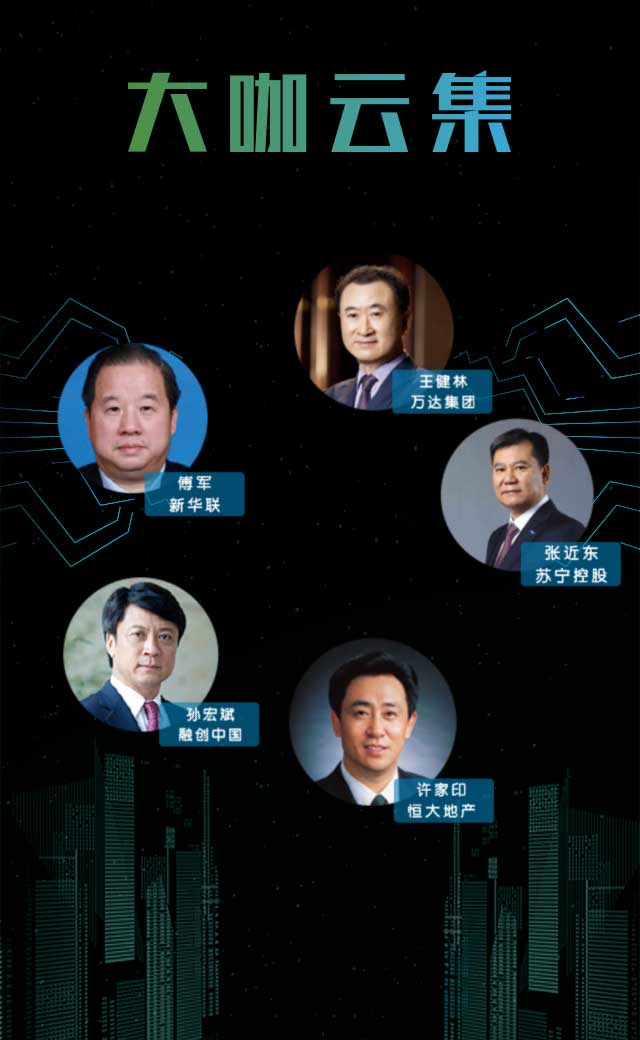 大咖云集
王健林
万达集团
傅军
新华联
张近东
苏宁控股
孙宏斌
融创中国
许家印
恒大地产